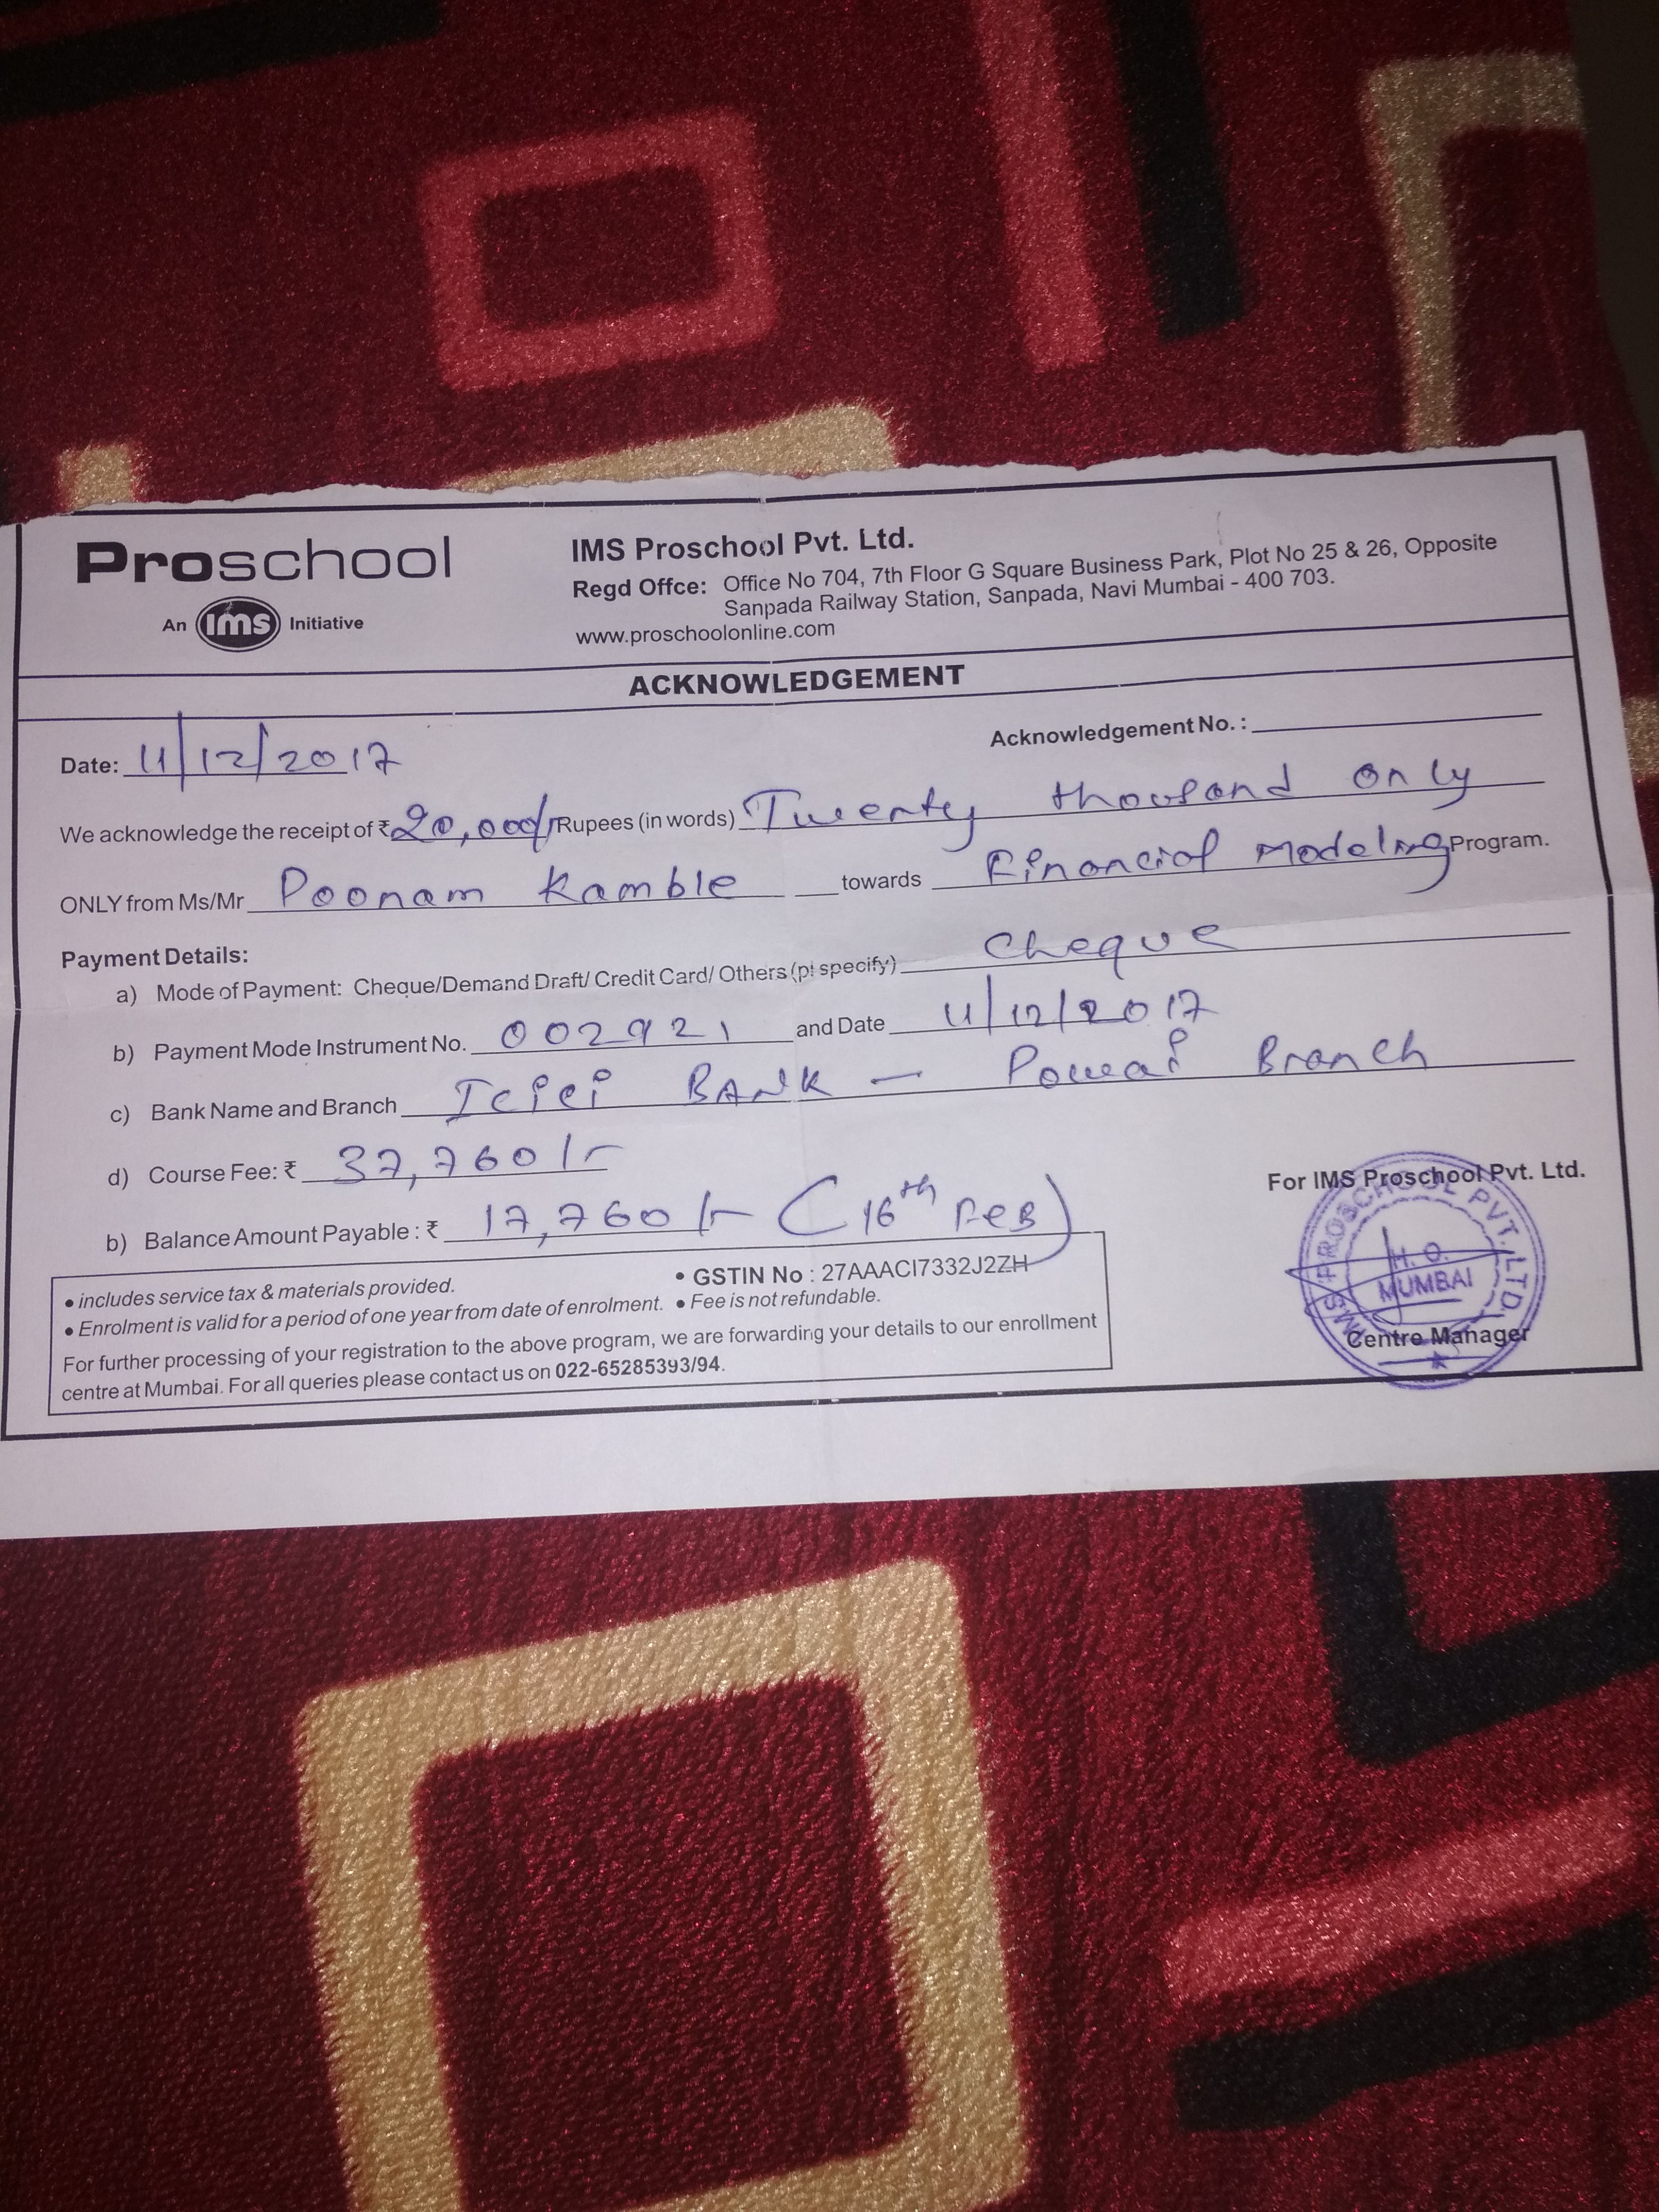 Proschool
An ims Initiative
IMS Proschool Pvt. Ltd.
Regd Offce: Office No 704, 7th Floor G Square Business Park, Plot No 25 & 26, Opposite
Sanpada Railway Station, Sanpada, Navi Mumbai - 400 703.
www.proschoolonline.com
ACKNOWLEDGEMENT
Date: 11/12/2017 Acknowledgement No. :
We acknowledge the receipt of ₹ 20,000/- Rupees (in words) Twenty thousand only
ONLY from Ms/Mr Poonam Kamble towards Financial Modeling Program.
Payment Details:
a) Mode of Payment: Cheque/Demand Draft/ Credit Card/ Others (pl specify) Cheque
b) Payment Mode Instrument No. 002921 and Date 11/12/2017
c) Bank Name and Branch Icici BANK - Powai Branch
d) Course Fee: ₹ 37,760/-
b) Balance Amount Payable : ₹ 17,760/- (16th FEB)
• includes service tax & materials provided. • GSTIN No : 27AAACI7332J2ZH
• Enrolment is valid for a period of one year from date of enrolment. • Fee is not refundable.
For further processing of your registration to the above program, we are forwarding your details to our enrollment
centre at Mumbai. For all queries please contact us on 022-65285393/94.
For IMS Proschool Pvt. Ltd.
IMS PROSCHOOL PVT. LTD.
H. O.
MUMBAI
Centre Manager